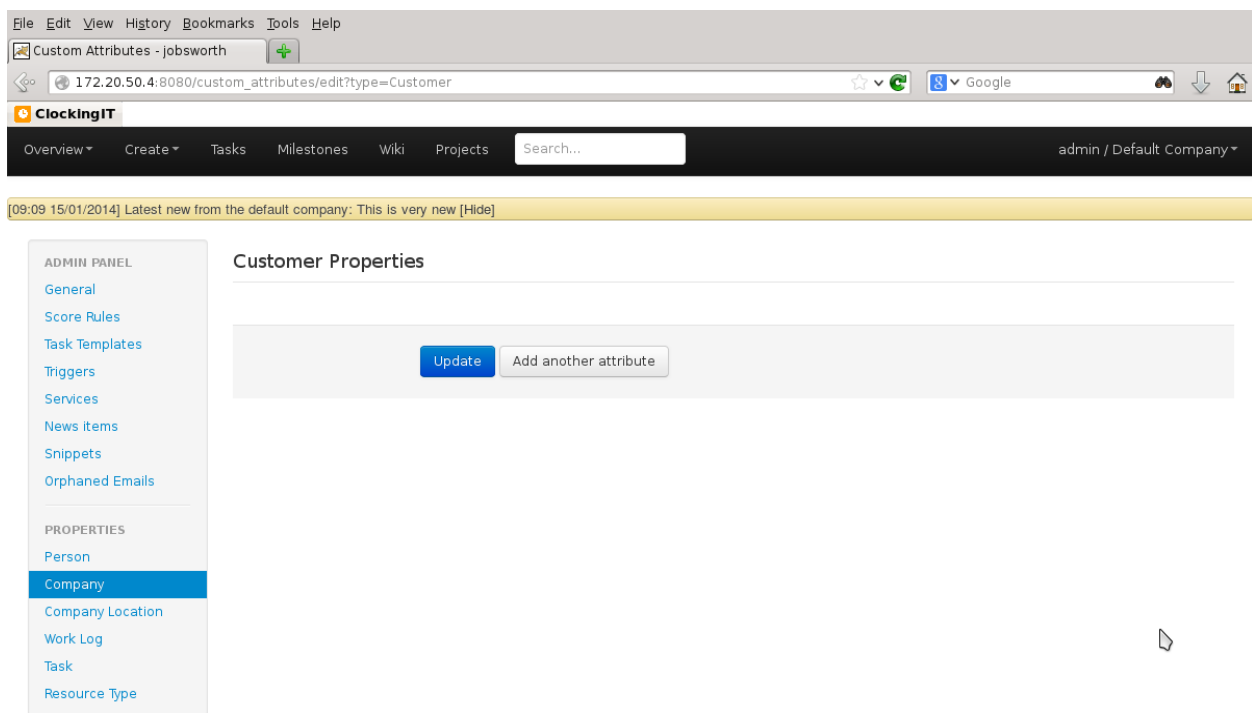 File Edit View History Bookmarks Tools Help
Custom Attributes - jobsworth
172.20.50.4:8080/custom_attributes/edit?type=Customer
Google
ClockingIT
Overview Create Tasks Milestones Wiki Projects Search... admin / Default Company
[09:09 15/01/2014] Latest new from the default company: This is very new [Hide]
ADMIN PANEL
General
Score Rules
Task Templates
Triggers
Services
News items
Snippets
Orphaned Emails
PROPERTIES
Person
Company
Company Location
Work Log
Task
Resource Type
Customer Properties
Update Add another attribute